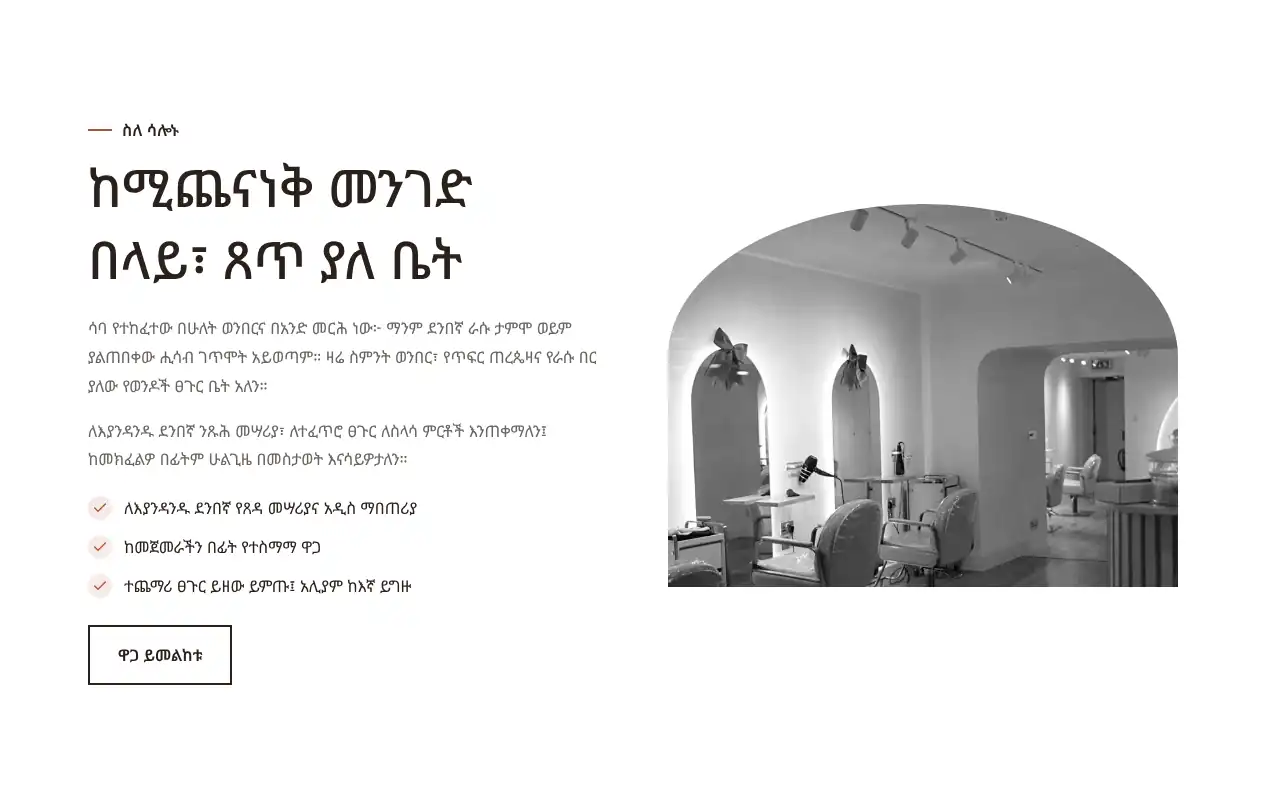 ስለ ሳሎኑ
ከሚጨናነቅ መንገድ
በላይ፣ ጸጥ ያለ ቤት
ሳባ የተከፈተው በሁለት ወንበርና በአንድ መርሕ ነው፦ ማንም ደንበኛ ራሱ ታምሞ ወይም
ያልጠበቀው ሒሳብ ገጥሞት አይወጣም። ዛሬ ስምንት ወንበር፣ የጥፍር ጠረጴዛና የራሱ በር
ያለው የወንዶች ፀጉር ቤት አለን።
ለእያንዳንዱ ደንበኛ ንጹሕ መሣሪያ፣ ለተፈጥሮ ፀጉር ለስላሳ ምርቶች እንጠቀማለን፤
ከመክፈልዎ በፊትም ሁልጊዜ በመስታወት እናሳይዎታለን።
ለእያንዳንዱ ደንበኛ የጸዳ መሣሪያና አዲስ ማበጠሪያ
ከመጀመራችን በፊት የተስማማ ዋጋ
ተጨማሪ ፀጉር ይዘው ይምጡ፤ አሊያም ከእኛ ይግዙ
ዋጋ ይመልከቱ